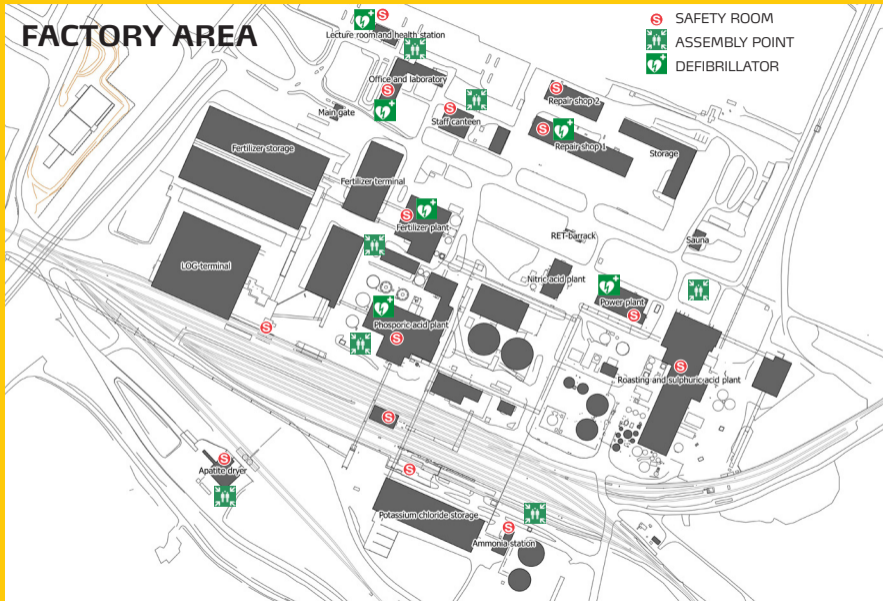 FACTORY AREA
S SAFETY ROOM
ASSEMBLY POINT
DEFIBRILLATOR
S
Lecture room and health station
Office and laboratory
S
S
Repair shop 2
Main gate
S
Staff canteen
S
Repair shop 1
Fertilizer storage
Storage
Fertilizer terminal
S
Fertilizer plant
RET-barrack
Sauna
LOG-terminal
Nitric acid plant
Power plant
S
S
Phosporic acid plant
S
S
Roasting and sulphuric acid plant
S
S
Apatite dryer
S
Potassium chloride storage
S
Ammonia station